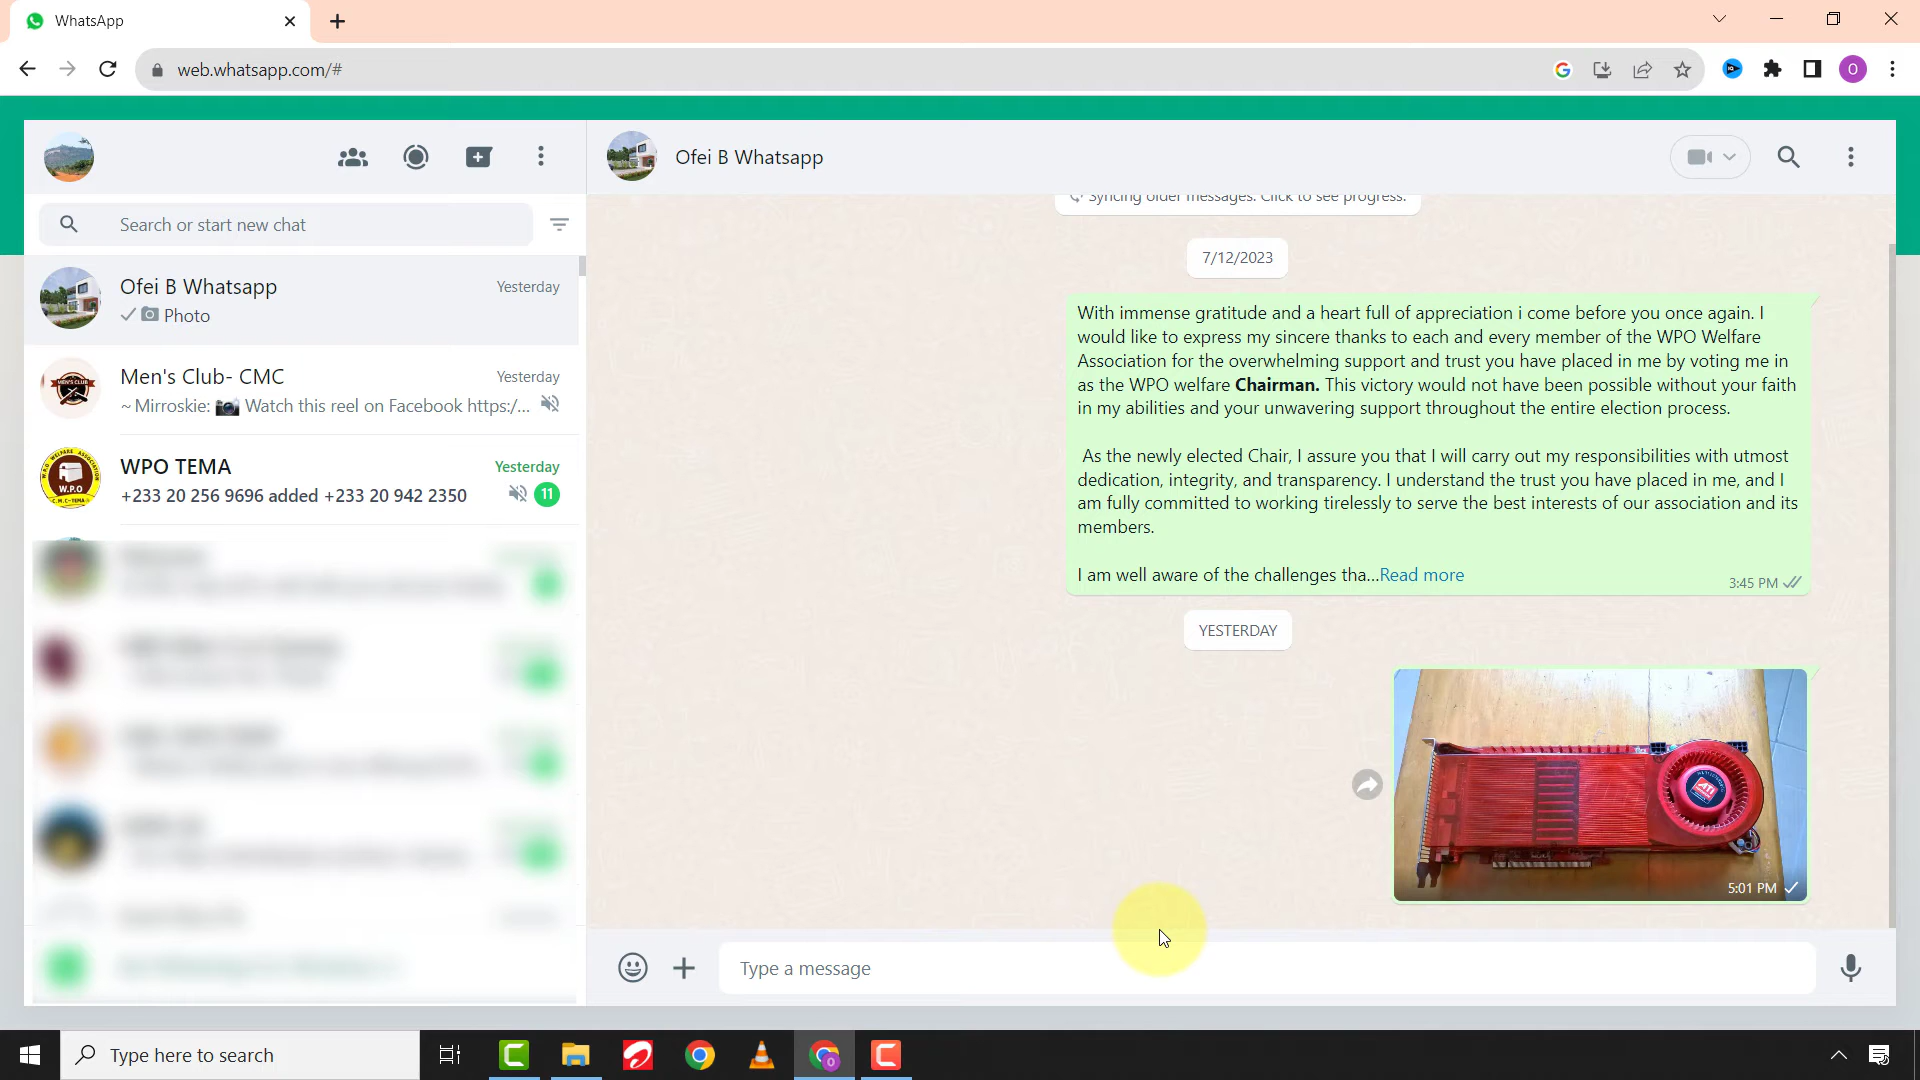 WhatsApp
web.whatsapp.com/#
O
Search or start new chat
Ofei B Whatsapp
Yesterday
Photo
Men's Club- CMC
Yesterday
~ Mirroskie: 📷 Watch this reel on Facebook https:/...
WPO TEMA
Yesterday
+233 20 256 9696 added +233 20 942 2350
11
Ofei B Whatsapp
Syncing older messages. Click to see progress.
7/12/2023
With immense gratitude and a heart full of appreciation i come before you once again. I
would like to express my sincere thanks to each and every member of the WPO Welfare
Association for the overwhelming support and trust you have placed in me by voting me in
as the WPO welfare Chairman. This victory would not have been possible without your faith
in my abilities and your unwavering support throughout the entire election process.
As the newly elected Chair, I assure you that I will carry out my responsibilities with utmost
dedication, integrity, and transparency. I understand the trust you have placed in me, and I
am fully committed to working tirelessly to serve the best interests of our association and its
members.
I am well aware of the challenges tha...Read more
3:45 PM
YESTERDAY
ATI
5:01 PM
Type a message
Type here to search